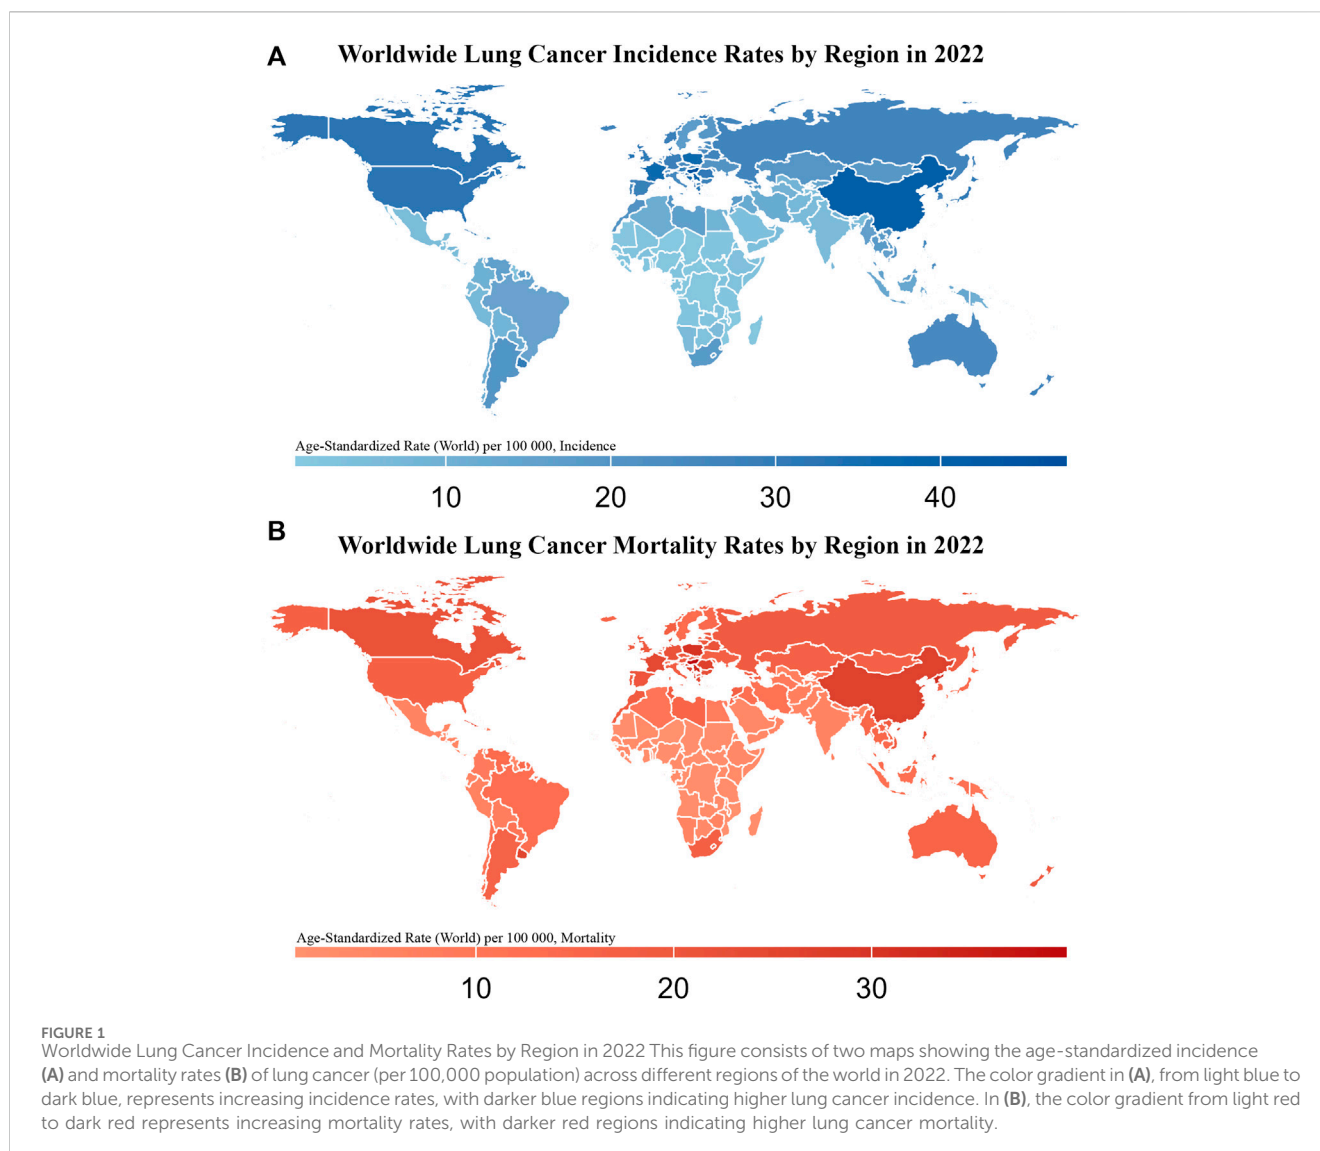 A
Worldwide Lung Cancer Incidence Rates by Region in 2022
Age-Standardized Rate (World) per 100 000, Incidence
10 20 30 40
B
Worldwide Lung Cancer Mortality Rates by Region in 2022
Age-Standardized Rate (World) per 100 000, Mortality
10 20 30
FIGURE 1
Worldwide Lung Cancer Incidence and Mortality Rates by Region in 2022 This figure consists of two maps showing the age-standardized incidence
(A) and mortality rates (B) of lung cancer (per 100,000 population) across different regions of the world in 2022. The color gradient in (A), from light blue to
dark blue, represents increasing incidence rates, with darker blue regions indicating higher lung cancer incidence. In (B), the color gradient from light red
to dark red represents increasing mortality rates, with darker red regions indicating higher lung cancer mortality.